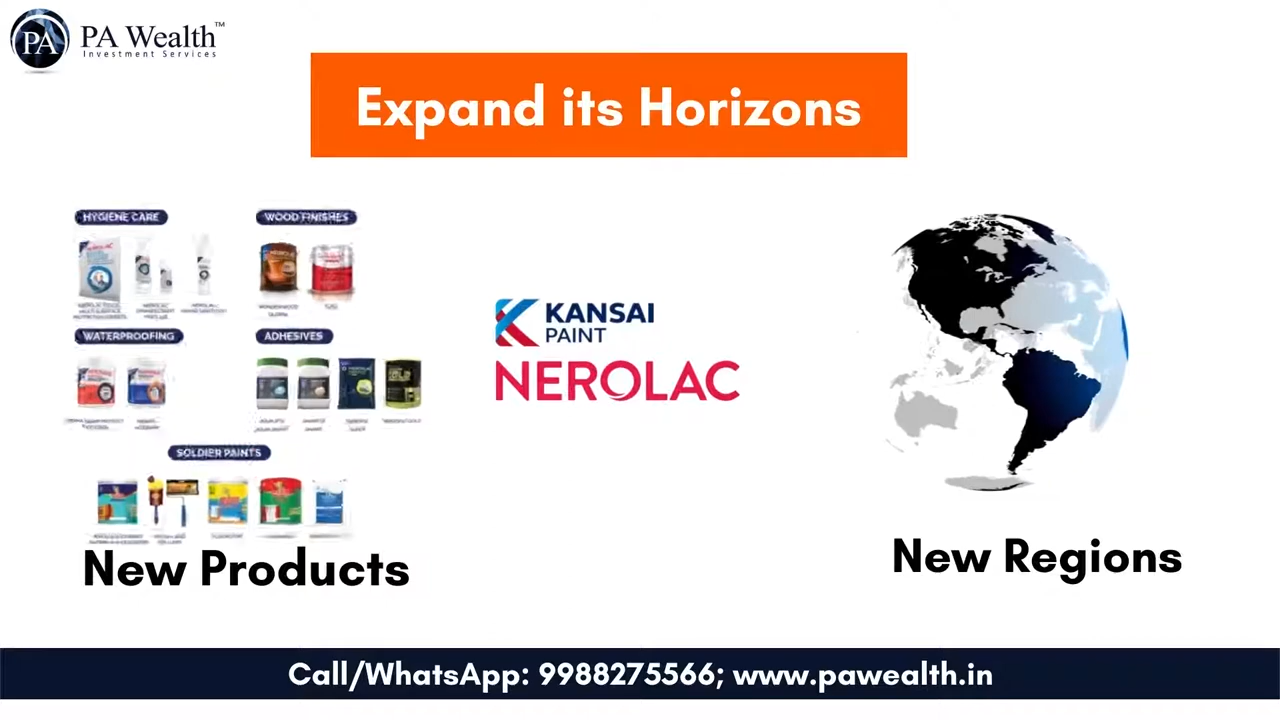 PA
PA Wealth™
Investment Services
Expand its Horizons
HYGIENE CARE
WOOD FINISHES
WATERPROOFING
ADHESIVES
SOLDIER PAINTS
KANSAI
PAINT
NEROLAC
New Products
New Regions
Call/WhatsApp: 9988275566; www.pawealth.in